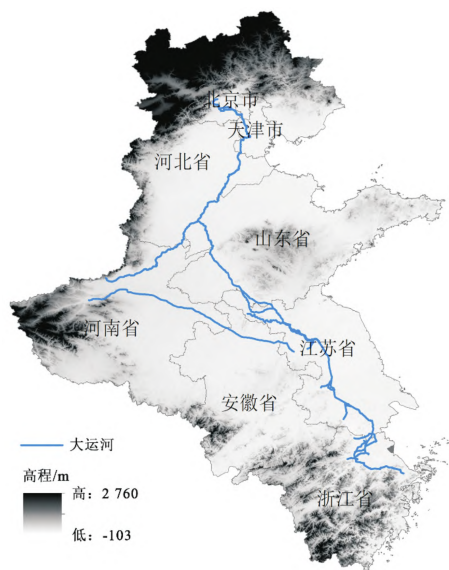 北京市
天津市
河北省
山东省
河南省
江苏省
安徽省
大运河
高程/m
高：2 760
低：-103
浙江省